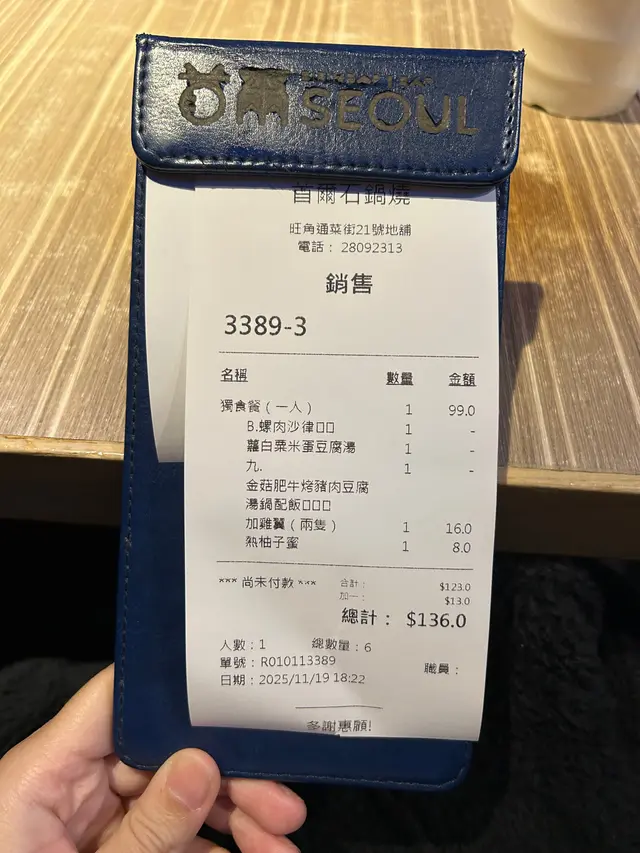 SEOUL
首爾石鍋燒
旺角通菜街21號地舖
電話： 28092313
銷售
3389-3
名稱 數量 金額
獨食餐（一人） 1 99.0
B.螺肉沙律□□ 1 -
蘿白粟米蛋豆腐湯 1 -
九. 1 -
金菇肥牛烤豬肉豆腐
湯鍋配飯□□□
加雞翼（兩隻） 1 16.0
熱柚子蜜 1 8.0
*** 尚未付款 *** 合計： $123.0
加一： $13.0
總計： $136.0
人數：1 總數量：6
單號：R010113389 職員：
日期：2025/11/19 18:22
多謝惠顧!